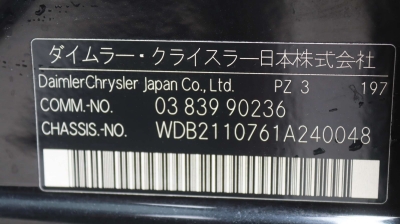 ダイムラー・クライスラー日本株式会社
DaimlerChrysler Japan Co., Ltd. PZ 3 197
COMM.-NO. 03 839 90236
CHASSIS.-NO. WDB2110761A240048